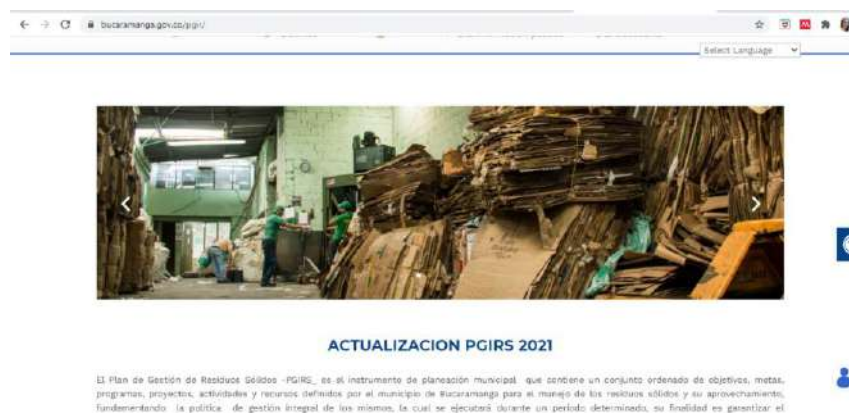 bucaramanga.gov.co/pgir/
Select Language
ACTUALIZACION PGIRS 2021
El Plan de Gestión de Residuos Sólidos -PGIRS_ es el instrumento de planeación municipal que contiene un conjunto ordenado de objetivos, metas,
programas, proyectos, actividades y recursos definidos por el municipio de Bucaramanga para el manejo de los residuos sólidos y su aprovechamiento,
fundamentando la política de gestión integral de los mismos, la cual se ejecutará durante un período determinado, su finalidad es garantizar el